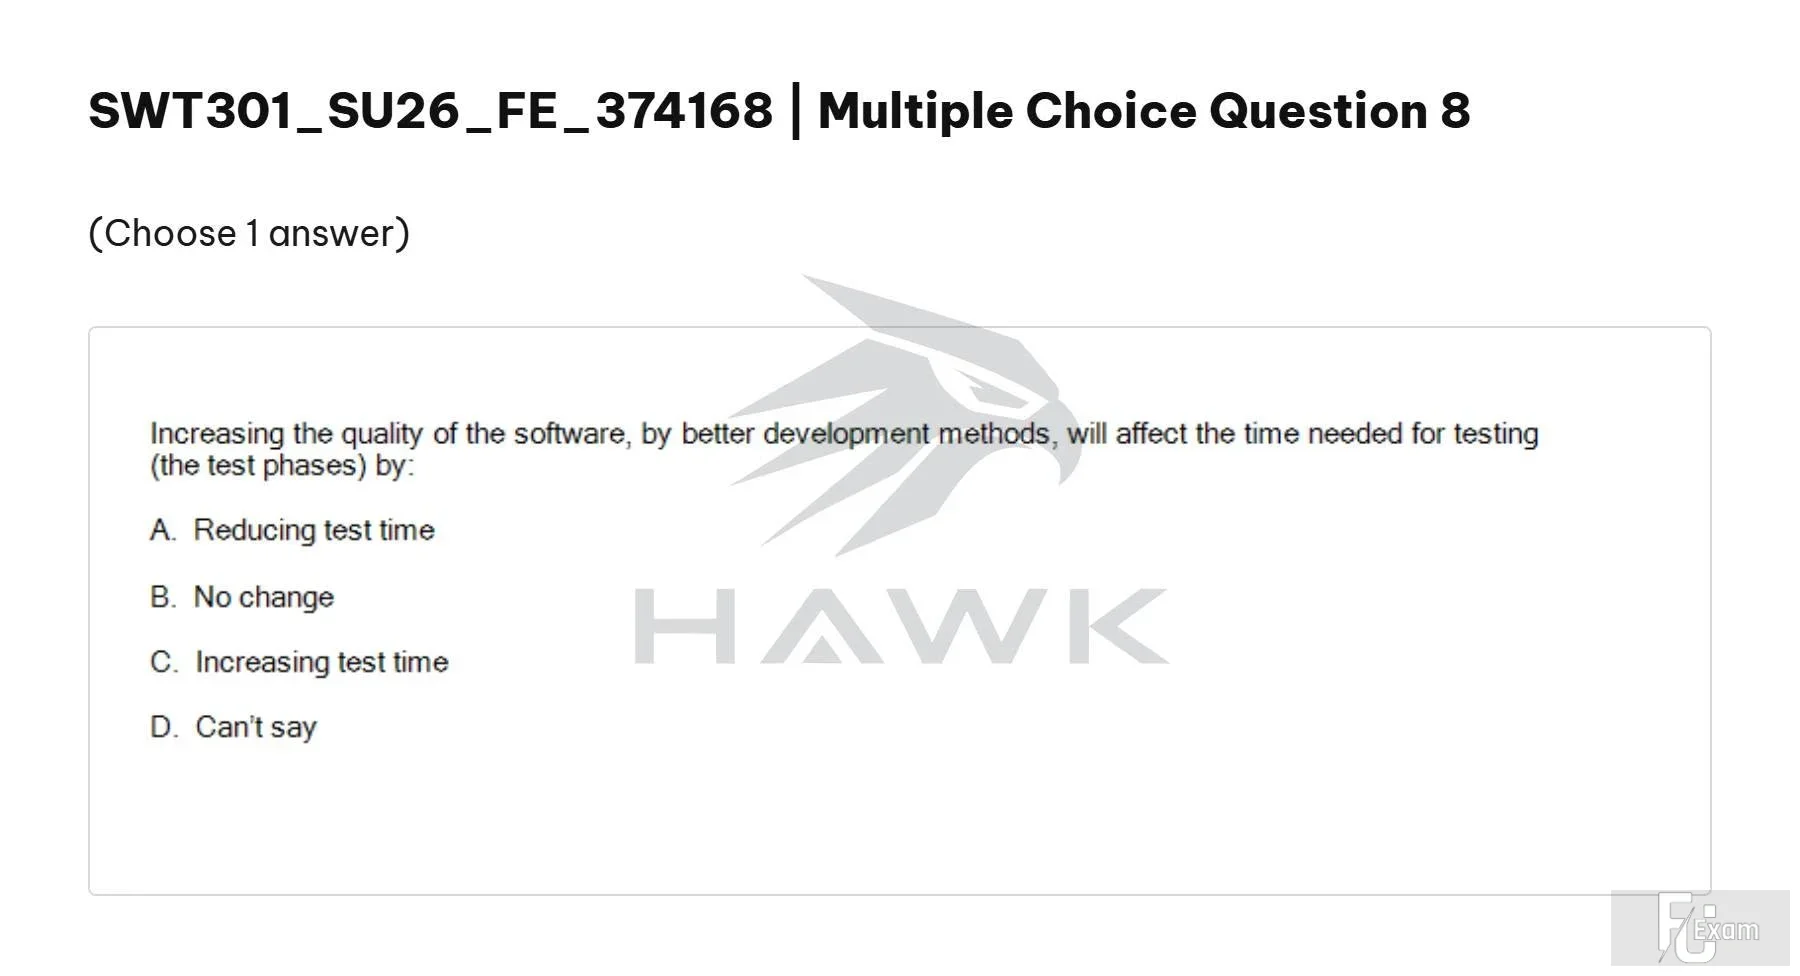 SWT301_SU26_FE_374168 | Multiple Choice Question 8
(Choose 1 answer)
Increasing the quality of the software, by better development methods, will affect the time needed for testing
(the test phases) by:
A. Reducing test time
B. No change
C. Increasing test time
D. Can't say
HAWK
FU Exam